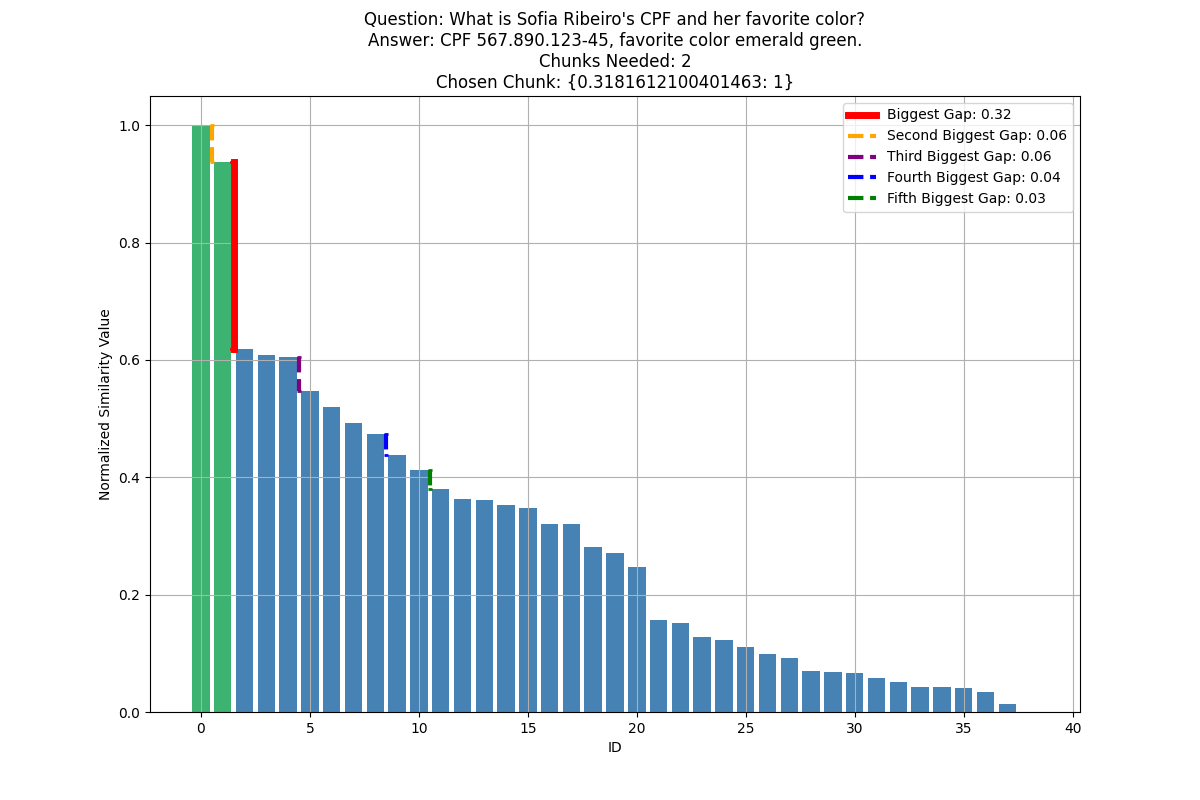 Question: What is Sofia Ribeiro's CPF and her favorite color?
Answer: CPF 567.890.123-45, favorite color emerald green.
Chunks Needed: 2
Chosen Chunk: {0.3181612100401463: 1}
Biggest Gap: 0.32
Second Biggest Gap: 0.06
Third Biggest Gap: 0.06
Fourth Biggest Gap: 0.04
Fifth Biggest Gap: 0.03
Normalized Similarity Value
1.0
0.8
0.6
0.4
0.2
0.0
0 5 10 15 20 25 30 35 40
ID